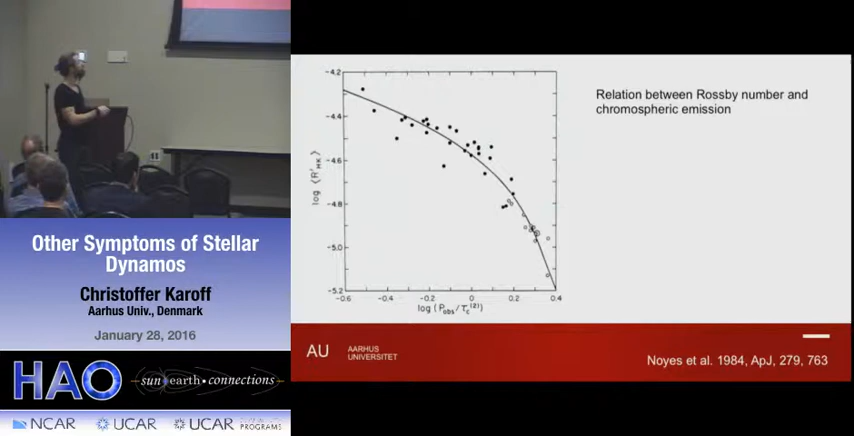 Other Symptoms of Stellar
Dynamos
Christoffer Karoff
Aarhus Univ., Denmark
January 28, 2016
HAO
sun earth • connections
NCAR
UCAR
UCAR
PROGRAMS
Relation between Rossby number and
chromospheric emission
-4.2
-4.4
-4.6
-4.8
-5.0
-5.2
log ⟨R'HK⟩
-0.6
-0.4
-0.2
0
0.2
0.4
log (Pobs/τc(2))
AU
AARHUS
UNIVERSITET
Noyes et al. 1984, ApJ, 279, 763